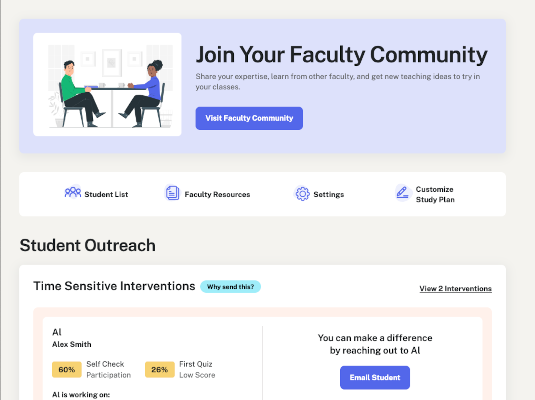 Join Your Faculty Community
Share your expertise, learn from other faculty, and get new teaching ideas to try in
your classes.
Visit Faculty Community
Student List
Faculty Resources
Settings
Customize
Study Plan
Student Outreach
Time Sensitive Interventions
Why send this?
View 2 Interventions
Al
Alex Smith
60%
Self Check
Participation
26%
First Quiz
Low Score
Al is working on:
You can make a difference
by reaching out to Al
Email Student